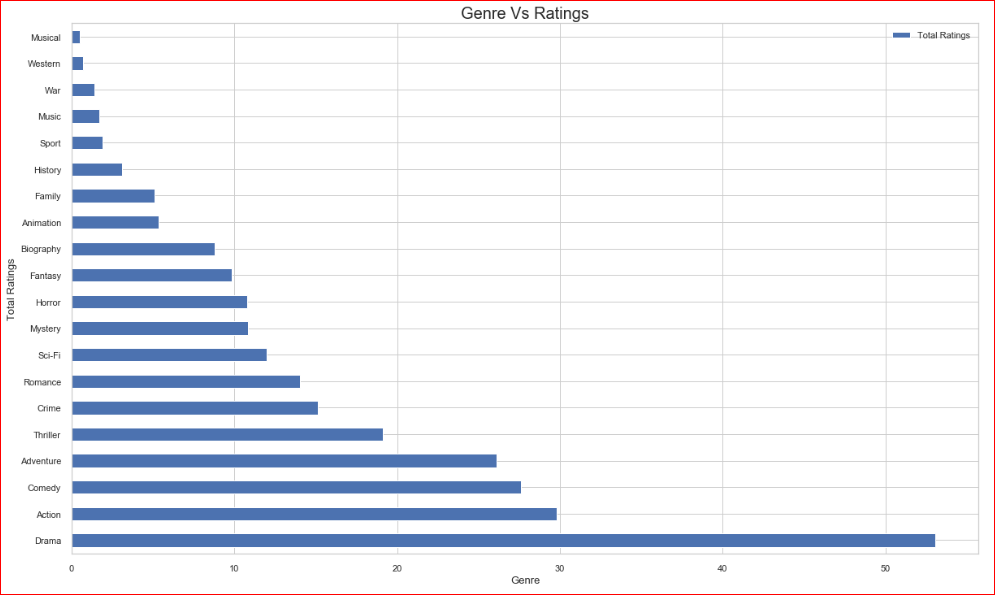 Genre Vs Ratings
Total Ratings
Musical
Western
War
Music
Sport
History
Family
Animation
Biography
Fantasy
Horror
Mystery
Sci-Fi
Romance
Crime
Thriller
Adventure
Comedy
Action
Drama
Total Ratings
0 10 20 30 40 50
Genre